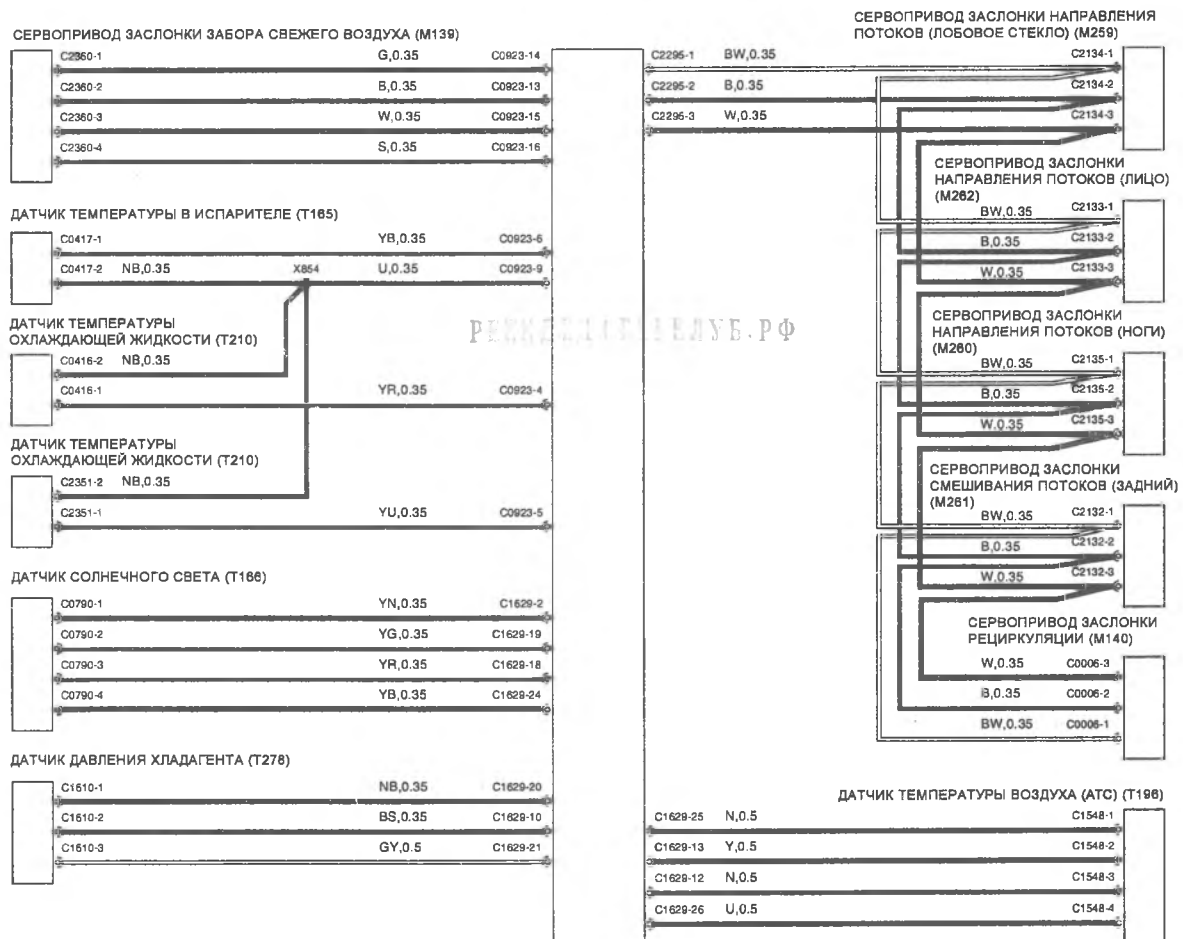 СЕРВОПРИВОД ЗАСЛОНКИ ЗАБОРА СВЕЖЕГО ВОЗДУХА (M139)
C2360-1 G,0.35 C0923-14
C2360-2 B,0.35 C0923-13
C2360-3 W,0.35 C0923-15
C2360-4 S,0.35 C0923-16
ДАТЧИК ТЕМПЕРАТУРЫ В ИСПАРИТЕЛЕ (T165)
C0417-1 YB,0.35 C0923-6
C0417-2 NB,0.35 X854 U,0.35 C0923-9
ДАТЧИК ТЕМПЕРАТУРЫ
ОХЛАЖДАЮЩЕЙ ЖИДКОСТИ (T210)
C0416-2 NB,0.35
C0416-1 YR,0.35 C0923-4
ДАТЧИК ТЕМПЕРАТУРЫ
ОХЛАЖДАЮЩЕЙ ЖИДКОСТИ (T210)
C2351-2 NB,0.35
C2351-1 YU,0.35 C0923-5
ДАТЧИК СОЛНЕЧНОГО СВЕТА (T166)
C0790-1 YN,0.35 C1629-2
C0790-2 YG,0.35 C1629-19
C0790-3 YR,0.35 C1629-18
C0790-4 YB,0.35 C1629-24
ДАТЧИК ДАВЛЕНИЯ ХЛАДАГЕНТА (T278)
C1610-1 NB,0.35 C1629-20
C1610-2 BS,0.35 C1629-10
C1610-3 GY,0.5 C1629-21
СЕРВОПРИВОД ЗАСЛОНКИ НАПРАВЛЕНИЯ
ПОТОКОВ (ЛОБОВОЕ СТЕКЛО) (M259)
C2295-1 BW,0.35 C2134-1
C2295-2 B,0.35 C2134-2
C2295-3 W,0.35 C2134-3
СЕРВОПРИВОД ЗАСЛОНКИ
НАПРАВЛЕНИЯ ПОТОКОВ (ЛИЦО)
(M262)
BW,0.35 C2133-1
B,0.35 C2133-2
W,0.35 C2133-3
СЕРВОПРИВОД ЗАСЛОНКИ
НАПРАВЛЕНИЯ ПОТОКОВ (НОГИ)
(M260)
BW,0.35 C2135-1
B,0.35 C2135-2
W,0.35 C2135-3
СЕРВОПРИВОД ЗАСЛОНКИ
СМЕШИВАНИЯ ПОТОКОВ (ЗАДНИЙ)
(M261)
BW,0.35 C2132-1
B,0.35 C2132-2
W,0.35 C2132-3
СЕРВОПРИВОД ЗАСЛОНКИ
РЕЦИРКУЛЯЦИИ (M140)
W,0.35 C0006-3
B,0.35 C0006-2
BW,0.35 C0006-1
ДАТЧИК ТЕМПЕРАТУРЫ ВОЗДУХА (ATC) (T196)
C1629-25 N,0.5 C1548-1
C1629-13 Y,0.5 C1548-2
C1629-12 N,0.5 C1548-3
C1629-26 U,0.5 C1548-4